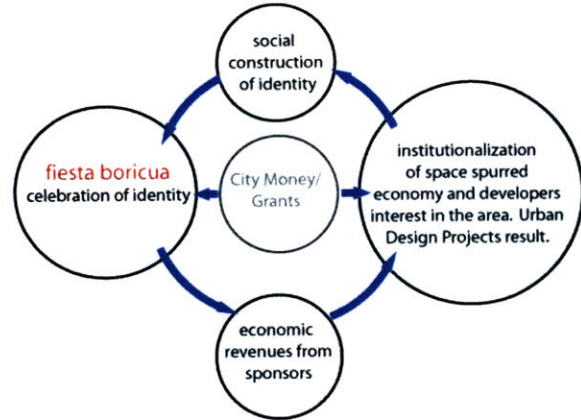 social
construction
of identity
fiesta boricua
celebration of identity
City Money/
Grants
institutionalization
of space spurred
economy and developers
interest in the area. Urban
Design Projects result.
economic
revenues from
sponsors